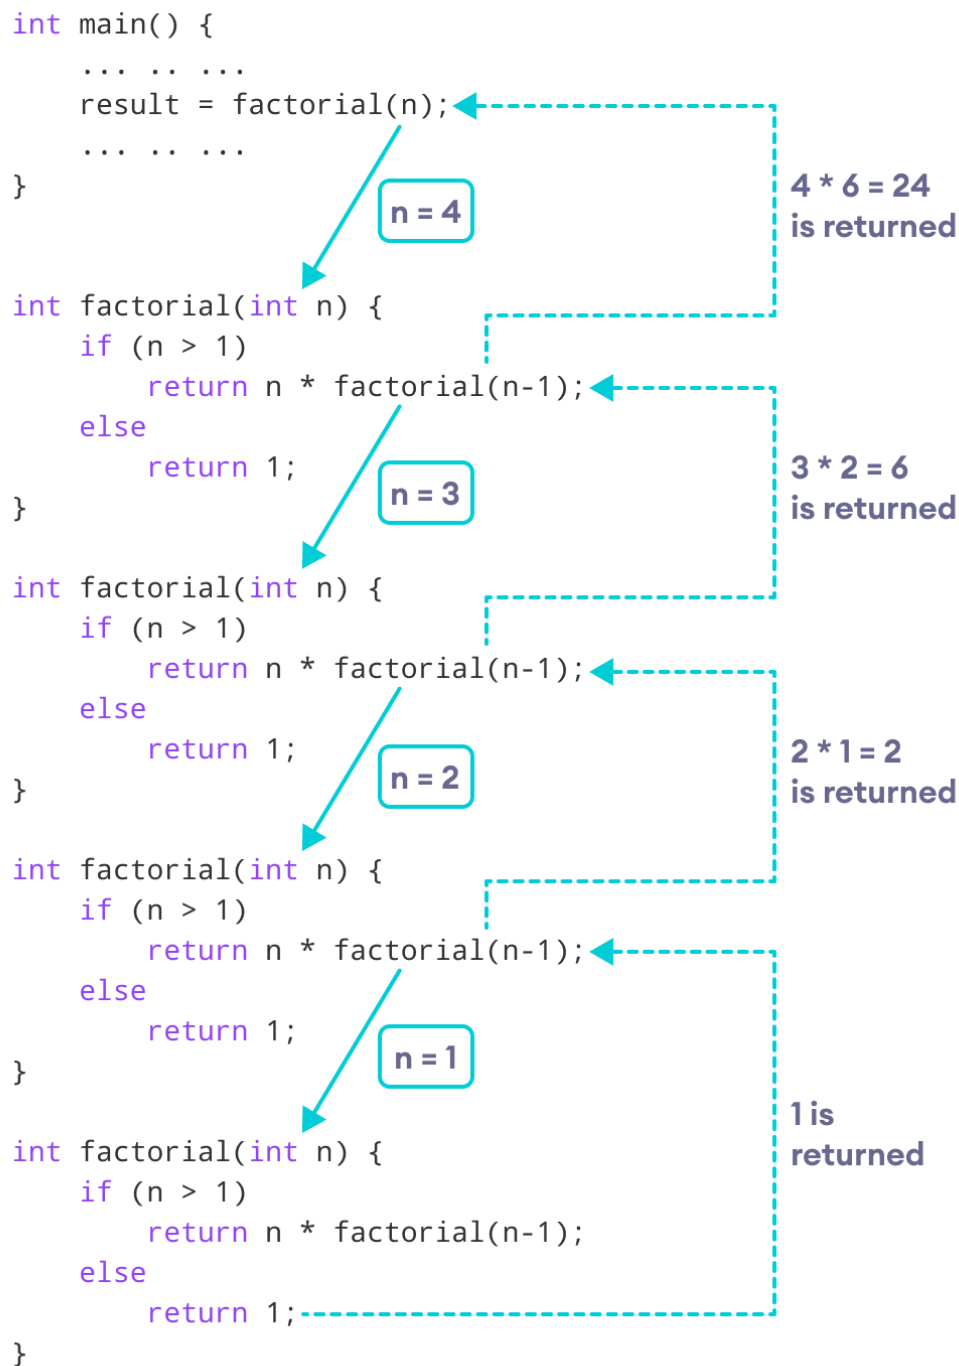 int main() {
... .. ...
result = factorial(n);
... .. ...
}
4 * 6 = 24
is returned
n = 4
int factorial(int n) {
if (n > 1)
return n * factorial(n-1);
else
return 1;
}
3 * 2 = 6
is returned
n = 3
int factorial(int n) {
if (n > 1)
return n * factorial(n-1);
else
return 1;
}
2 * 1 = 2
is returned
n = 2
int factorial(int n) {
if (n > 1)
return n * factorial(n-1);
else
return 1;
}
n = 1
1 is
returned
int factorial(int n) {
if (n > 1)
return n * factorial(n-1);
else
return 1;
}